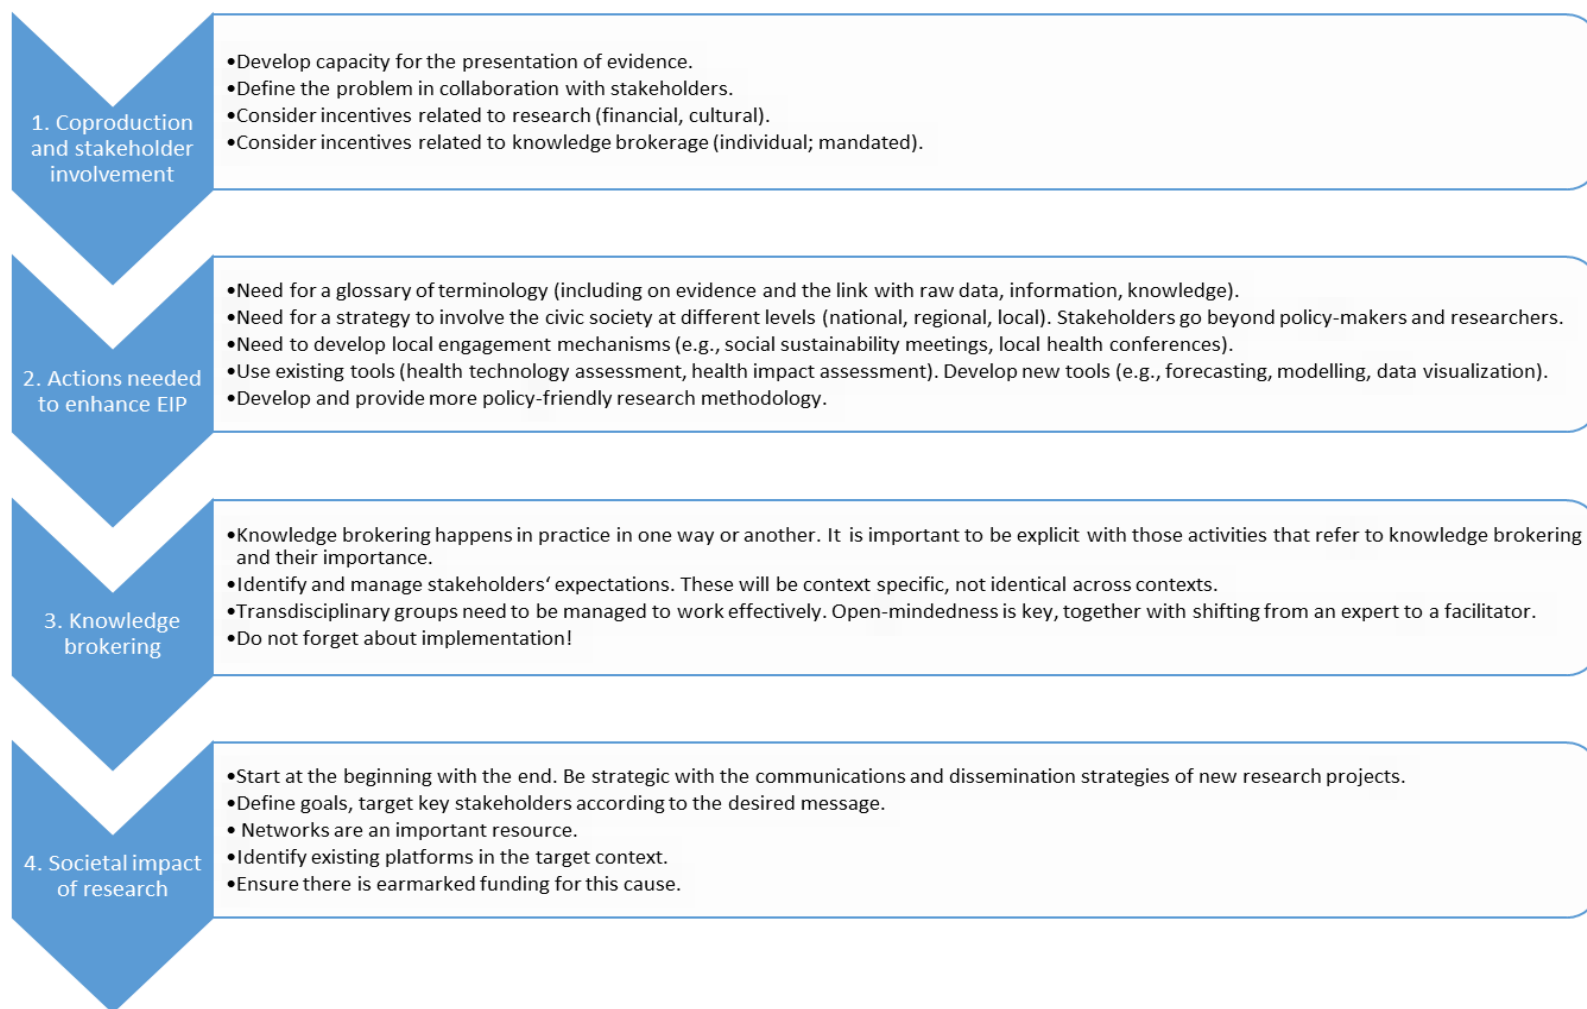 1. Coproduction
and stakeholder
involvement
•Develop capacity for the presentation of evidence.
•Define the problem in collaboration with stakeholders.
•Consider incentives related to research (financial, cultural).
•Consider incentives related to knowledge brokerage (individual; mandated).
2. Actions needed
to enhance EIP
•Need for a glossary of terminology (including on evidence and the link with raw data, information, knowledge).
•Need for a strategy to involve the civic society at different levels (national, regional, local). Stakeholders go beyond policy-makers and researchers.
•Need to develop local engagement mechanisms (e.g., social sustainability meetings, local health conferences).
•Use existing tools (health technology assessment, health impact assessment). Develop new tools (e.g., forecasting, modelling, data visualization).
•Develop and provide more policy-friendly research methodology.
3. Knowledge
brokering
•Knowledge brokering happens in practice in one way or another. It is important to be explicit with those activities that refer to knowledge brokering
and their importance.
•Identify and manage stakeholders‘ expectations. These will be context specific, not identical across contexts.
•Transdisciplinary groups need to be managed to work effectively. Open-mindedness is key, together with shifting from an expert to a facilitator.
•Do not forget about implementation!
4. Societal impact
of research
•Start at the beginning with the end. Be strategic with the communications and dissemination strategies of new research projects.
•Define goals, target key stakeholders according to the desired message.
• Networks are an important resource.
•Identify existing platforms in the target context.
•Ensure there is earmarked funding for this cause.